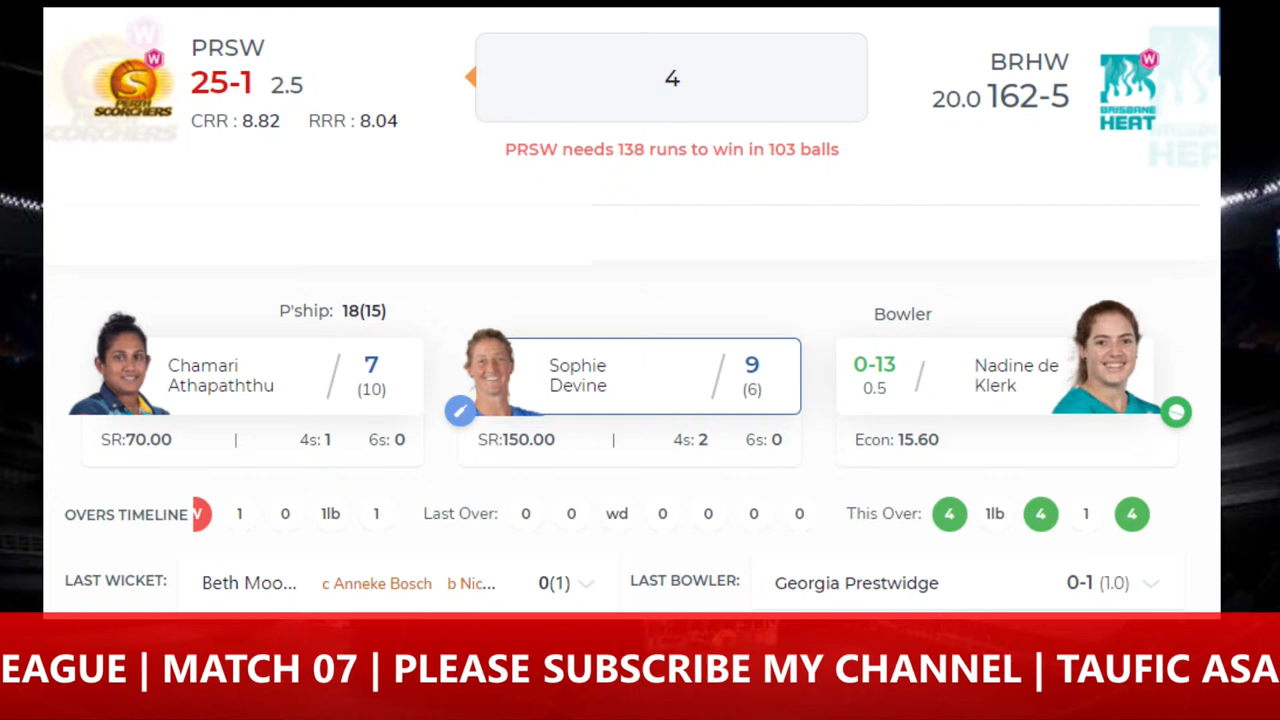 PRSW
25-1 2.5
CRR : 8.82 RRR : 8.04
4
PRSW needs 138 runs to win in 103 balls
BRHW
20.0 162-5
W
PERTH
SCORCHERS
W
BRISBANE
HEAT
P'ship: 18(15)
Bowler
Chamari
Athapaththu
7
(10)
SR:70.00 | 4s: 1 6s: 0
Sophie
Devine
9
(6)
SR:150.00 | 4s: 2 6s: 0
0-13
0.5
Nadine de
Klerk
Econ: 15.60
OVERS TIMELINE W 1 0 1lb 1 Last Over: 0 0 wd 0 0 0 0 This Over: 4 1lb 4 1 4
LAST WICKET: Beth Moo... c Anneke Bosch b Nic... 0(1) LAST BOWLER: Georgia Prestwidge 0-1 (1.0)
EAGUE | MATCH 07 | PLEASE SUBSCRIBE MY CHANNEL | TAUFIC ASA